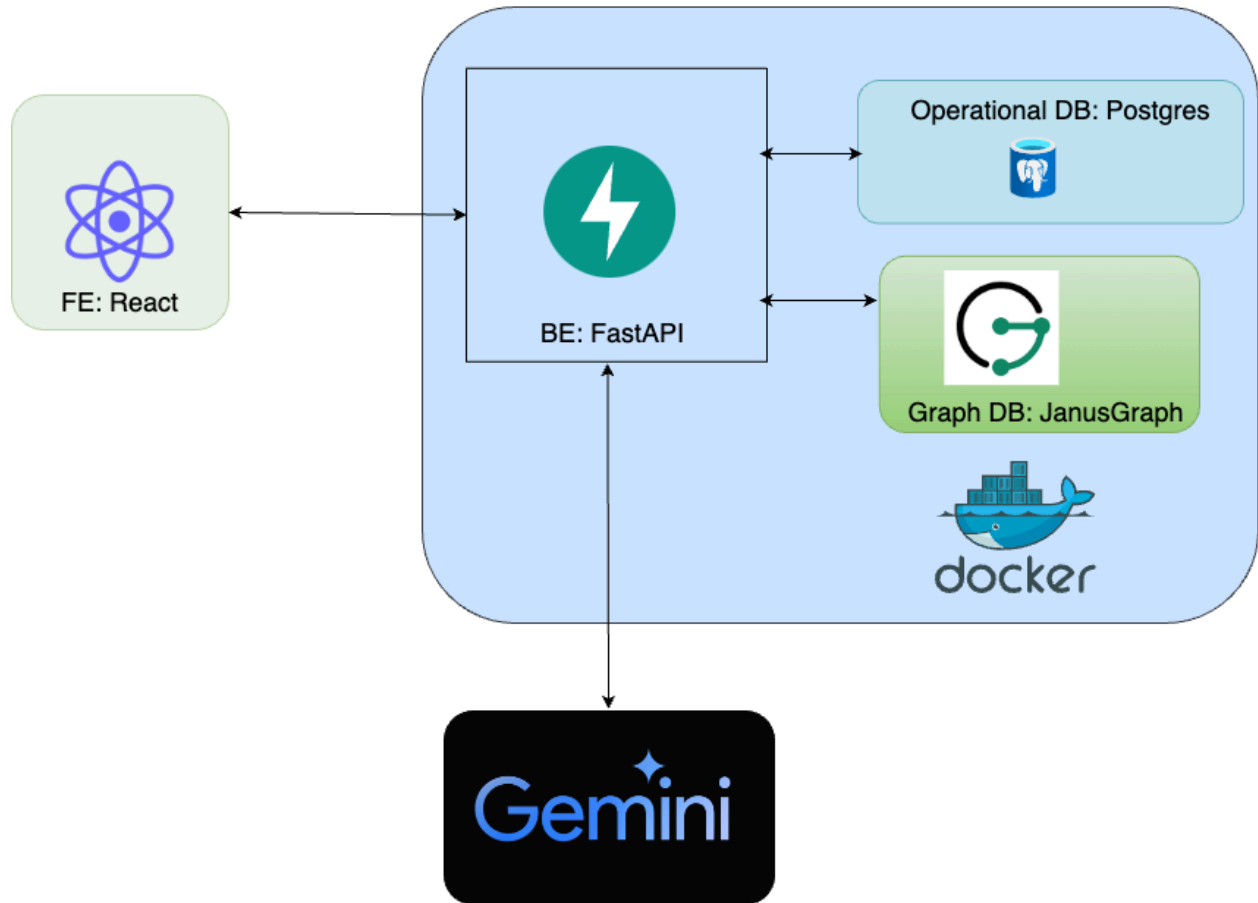 Operational DB: Postgres
FE: React
BE: FastAPI
Graph DB: JanusGraph
docker
Gemini